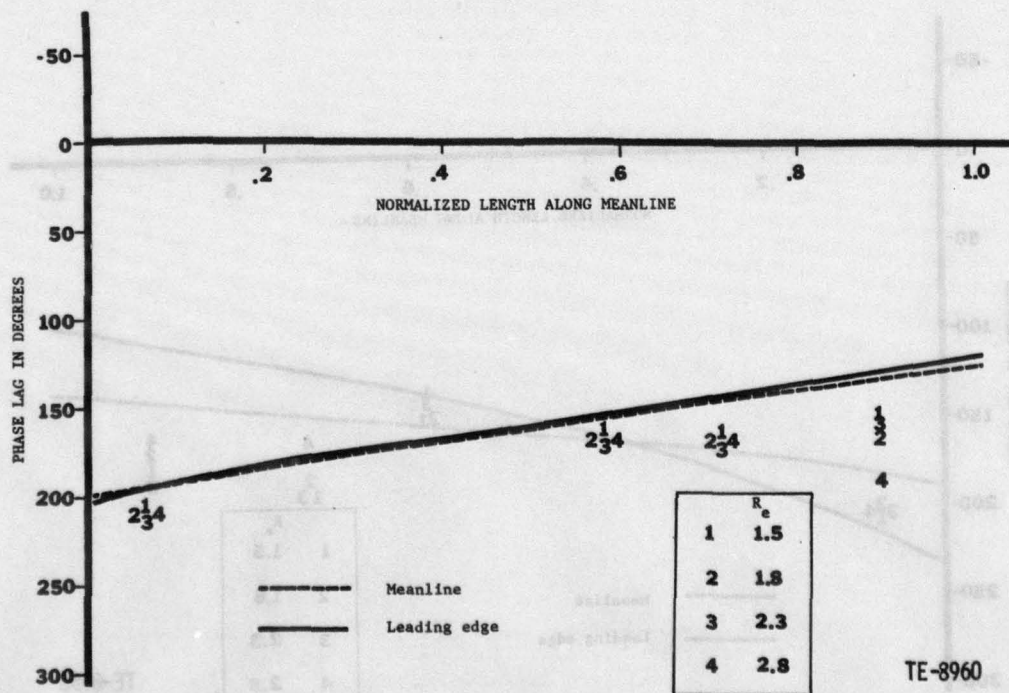 -50
0
.2 .4 .6 .8 1.0
NORMALIZED LENGTH ALONG MEANLINE
50
100
PHASE LAG IN DEGREES
150
1
2 3 4
1
2 3 4
1
3
2
4
200
1
2 3 4
R_e
1 1.5
2 1.8
3 2.3
4 2.8
250
Meanline
Leading edge
300
TE-8960